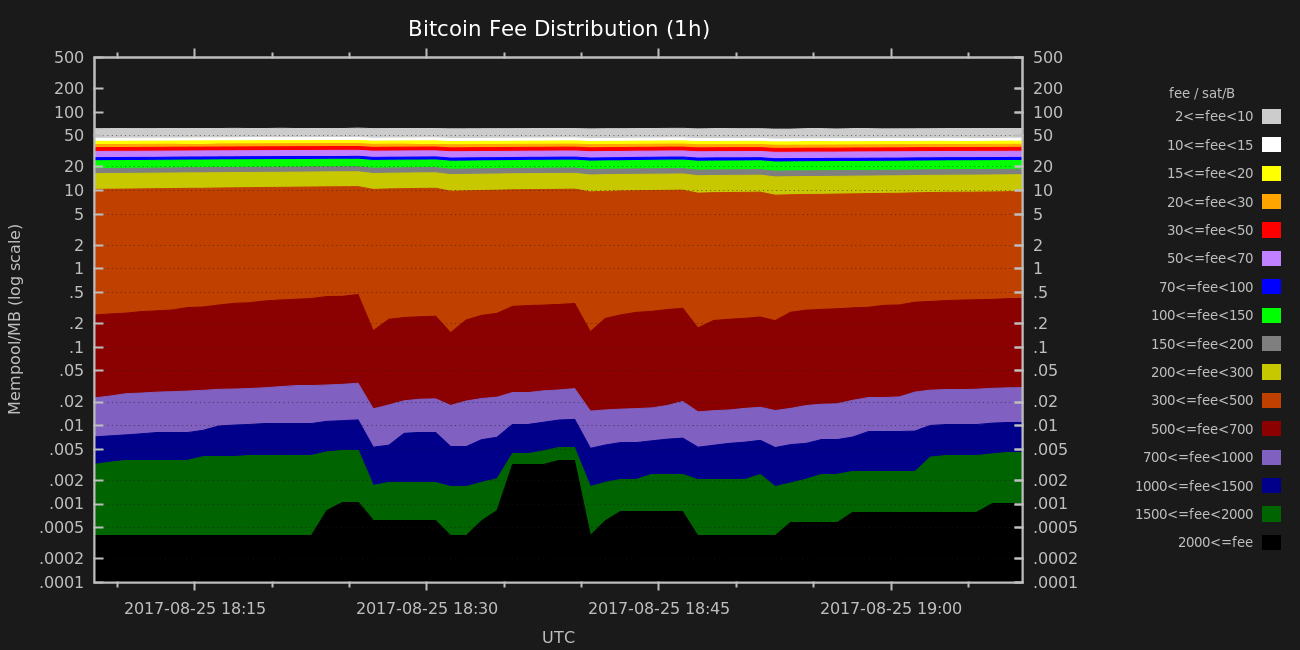 Bitcoin Fee Distribution (1h)
Mempool/MB (log scale)
500
200
100
50
20
10
5
2
1
.5
.2
.1
.05
.02
.01
.005
.002
.001
.0005
.0002
.0001
500
200
100
50
20
10
5
2
1
.5
.2
.1
.05
.02
.01
.005
.002
.001
.0005
.0002
.0001
2017-08-25 18:15
2017-08-25 18:30
2017-08-25 18:45
2017-08-25 19:00
UTC
fee / sat/B
2<=fee<10
10<=fee<15
15<=fee<20
20<=fee<30
30<=fee<50
50<=fee<70
70<=fee<100
100<=fee<150
150<=fee<200
200<=fee<300
300<=fee<500
500<=fee<700
700<=fee<1000
1000<=fee<1500
1500<=fee<2000
2000<=fee